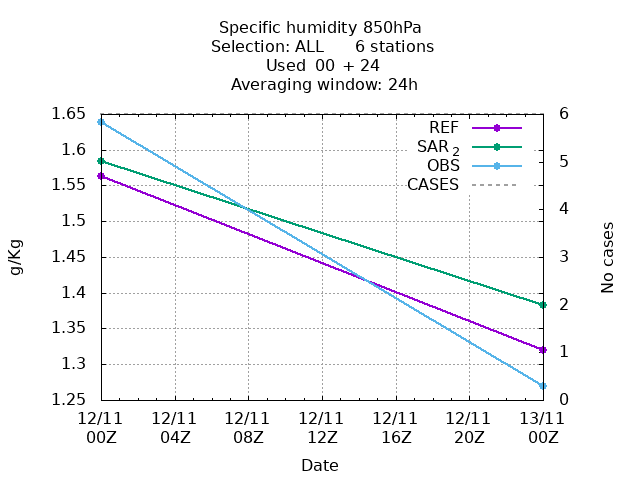 Specific humidity 850hPa
Selection: ALL 6 stations
Used 00 + 24
Averaging window: 24h
1.65
1.6
1.55
1.5
1.45
1.4
1.35
1.3
1.25
g/Kg
6
5
4
3
2
1
0
No cases
REF
SAR 2
OBS
CASES
12/11 12/11 12/11 12/11 12/11 12/11 13/11
00Z 04Z 08Z 12Z 16Z 20Z 00Z
Date